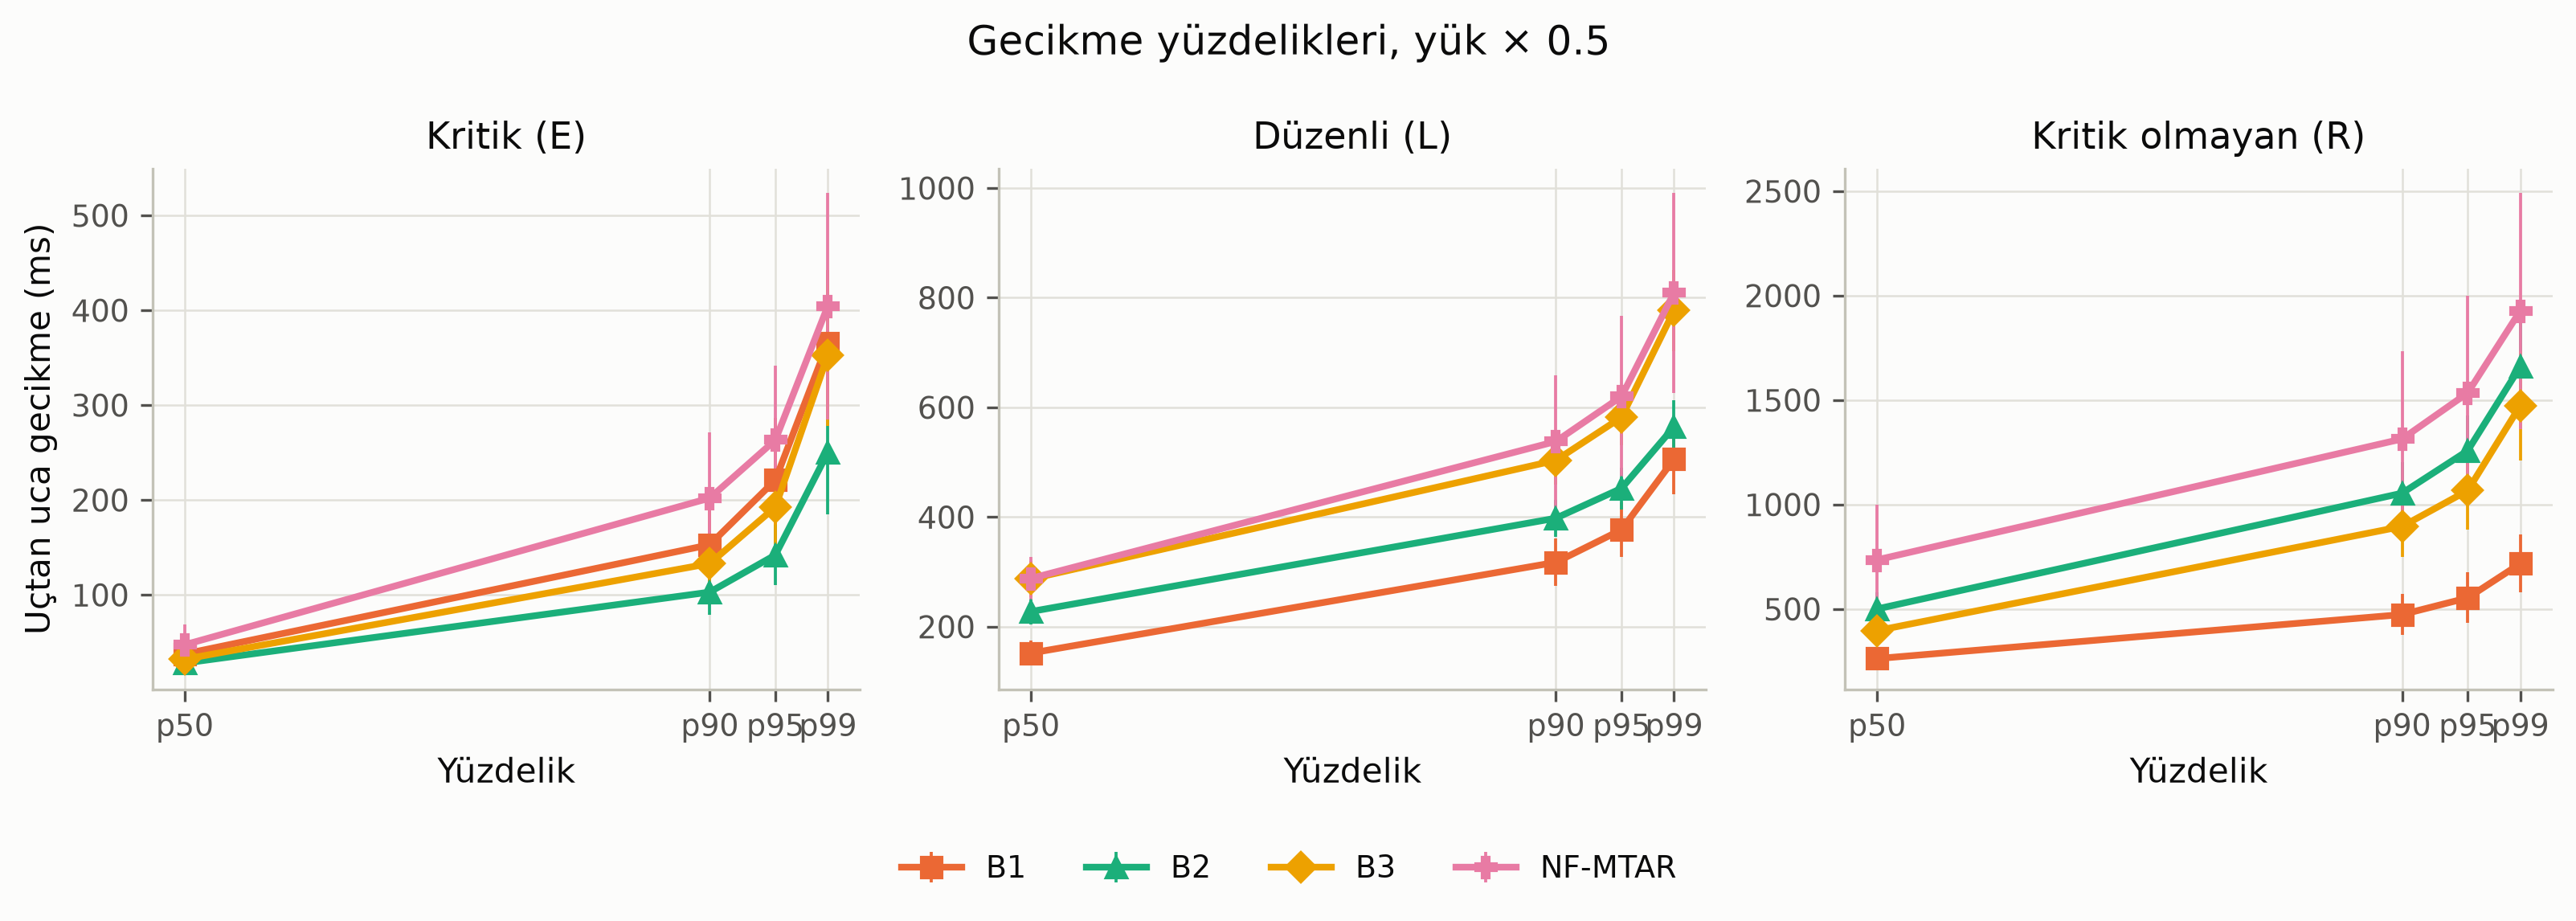 Gecikme yüzdelikleri, yük × 0.5
Kritik (E)
Düzenli (L)
Kritik olmayan (R)
Uçtan uca gecikme (ms)
500
400
300
200
100
1000
800
600
400
200
2500
2000
1500
1000
500
p50 p90 p95 p99
p50 p90 p95 p99
p50 p90 p95 p99
Yüzdelik
Yüzdelik
Yüzdelik
B1 B2 B3 NF-MTAR